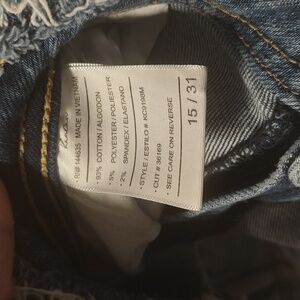 RN# 144635 MADE IN VIETNAM
• 93% COTTON / ALGODON
• 5% POLYESTER / POLIESTER
• 2% SPANDEX / ELASTANO
• STYLE / ESTILO # KC9198M
• CUT # 36169
• SEE CARE ON REVERSE
15 / 31